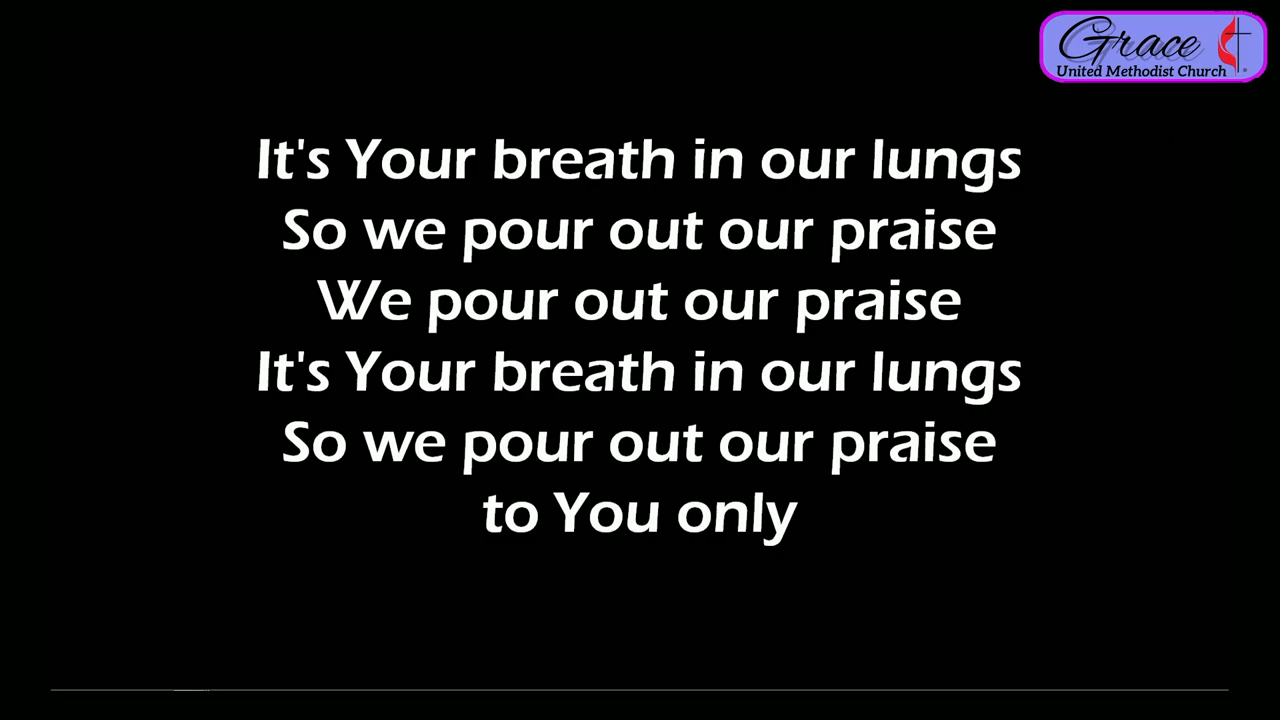 Grace
United Methodist Church
It's Your breath in our lungs
So we pour out our praise
We pour out our praise
It's Your breath in our lungs
So we pour out our praise
to You only